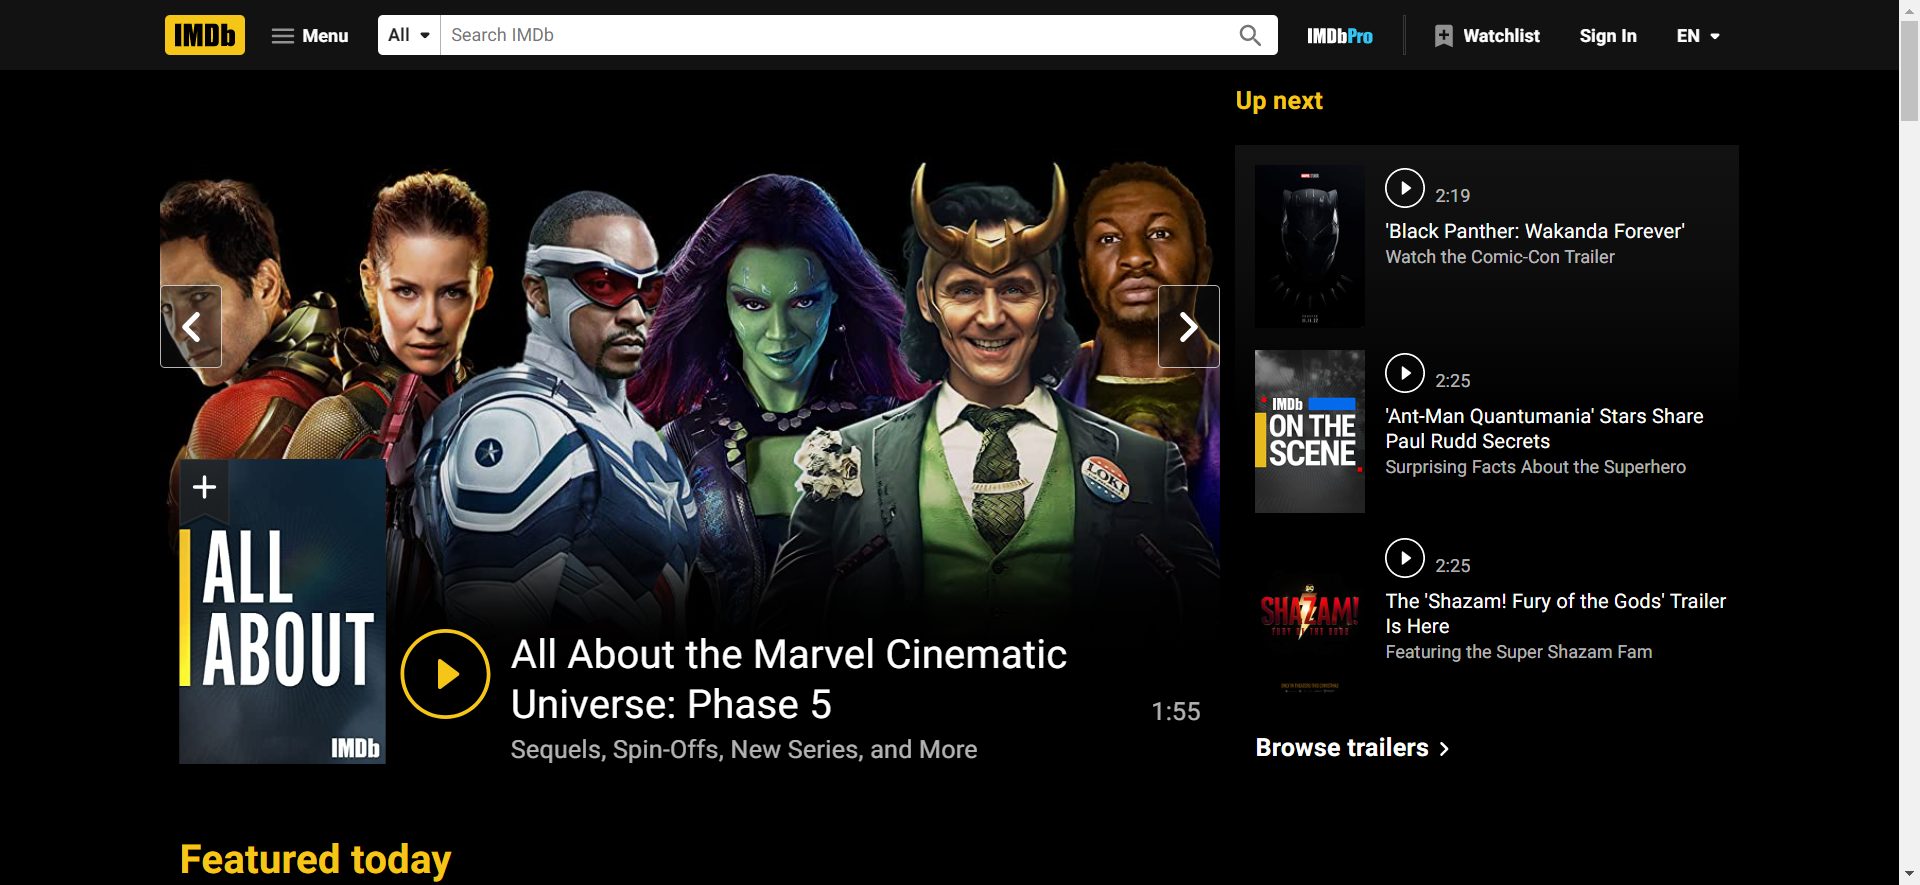 IMDb
Menu
All
Search IMDb
IMDbPro
Watchlist
Sign In
EN
Up next
2:19
'Black Panther: Wakanda Forever'
Watch the Comic-Con Trailer
IMDb
ON THE
SCENE
2:25
'Ant-Man Quantumania' Stars Share
Paul Rudd Secrets
Surprising Facts About the Superhero
SHAZAM!
FURY OF THE GODS
2:25
The 'Shazam! Fury of the Gods' Trailer
Is Here
Featuring the Super Shazam Fam
Browse trailers
LOKI
ALL
ABOUT
IMDb
All About the Marvel Cinematic
Universe: Phase 5
1:55
Sequels, Spin-Offs, New Series, and More
Featured today